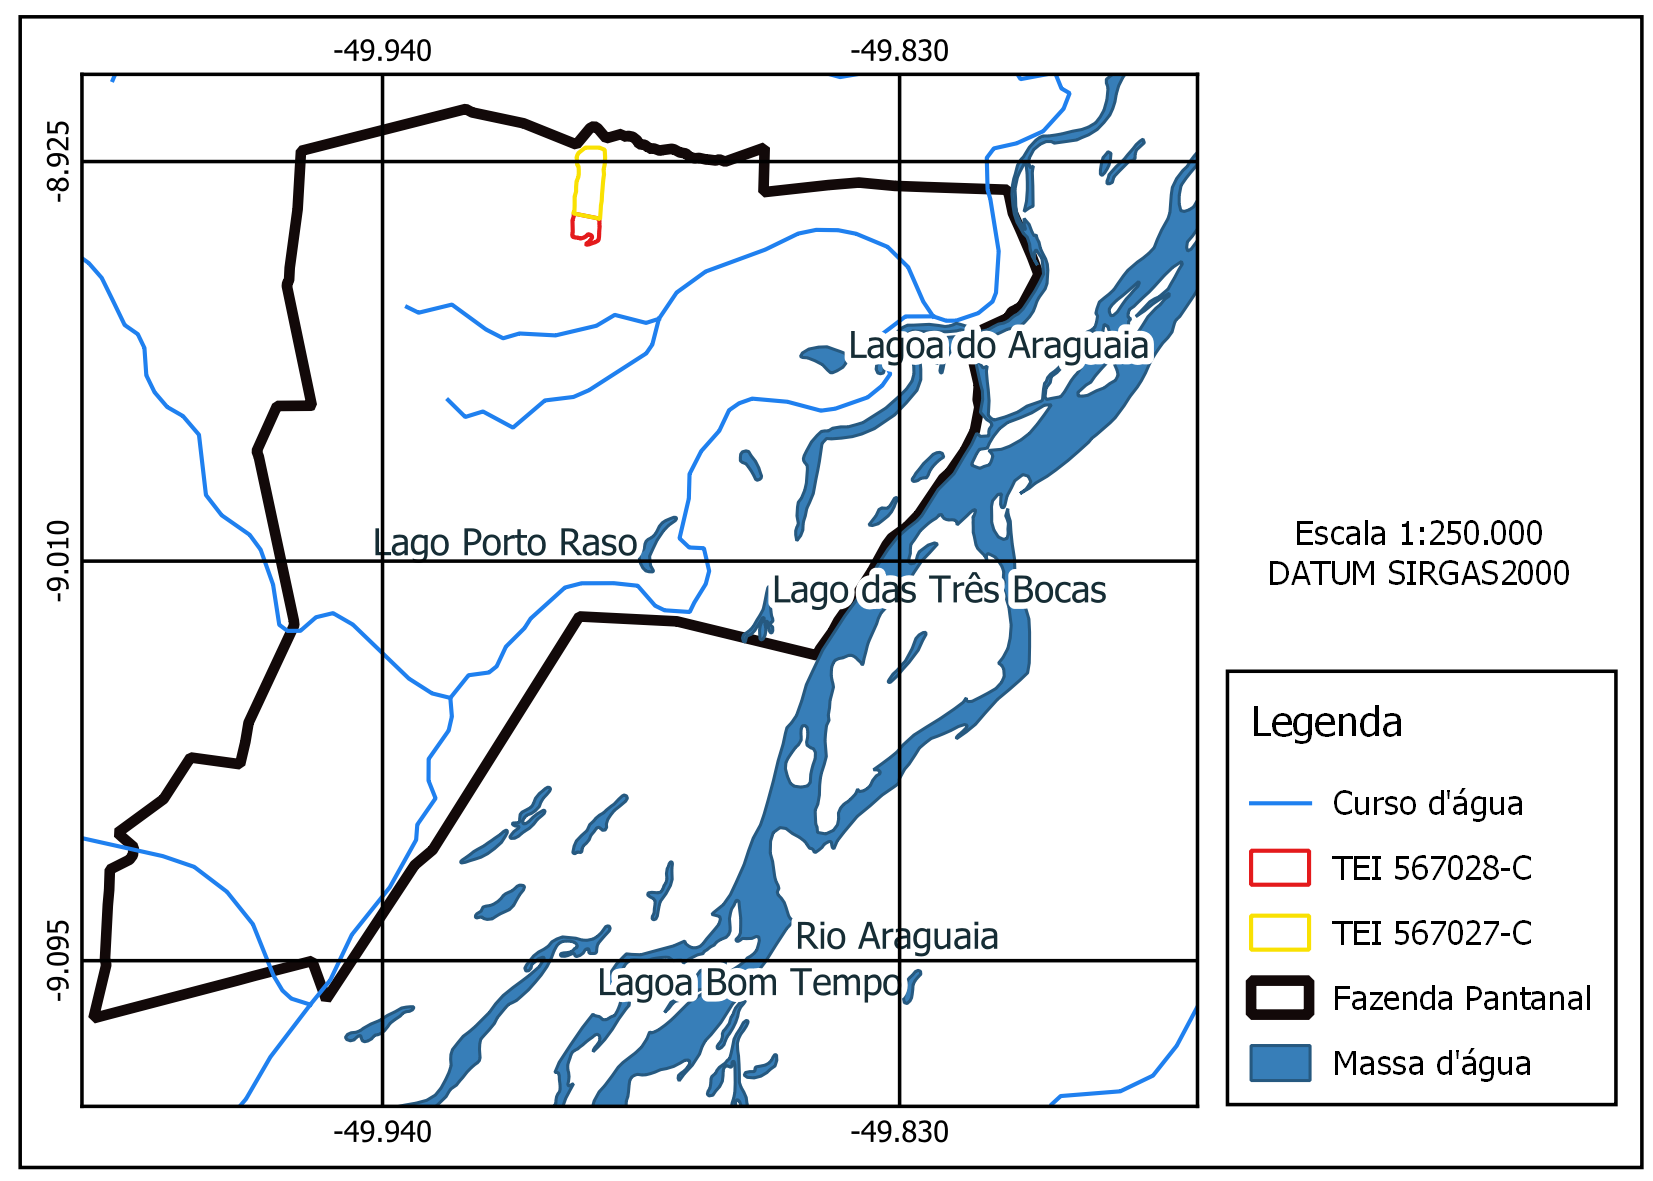 -49.940
-49.830
-8.925
Lagoa do Araguaia
-9.010
Lago Porto Raso
Lago das Três Bocas
Rio Araguaia
-9.095
Lagoa Bom Tempo
-49.940
-49.830
Escala 1:250.000
DATUM SIRGAS2000
Legenda
Curso d'água
TEI 567028-C
TEI 567027-C
Fazenda Pantanal
Massa d'água